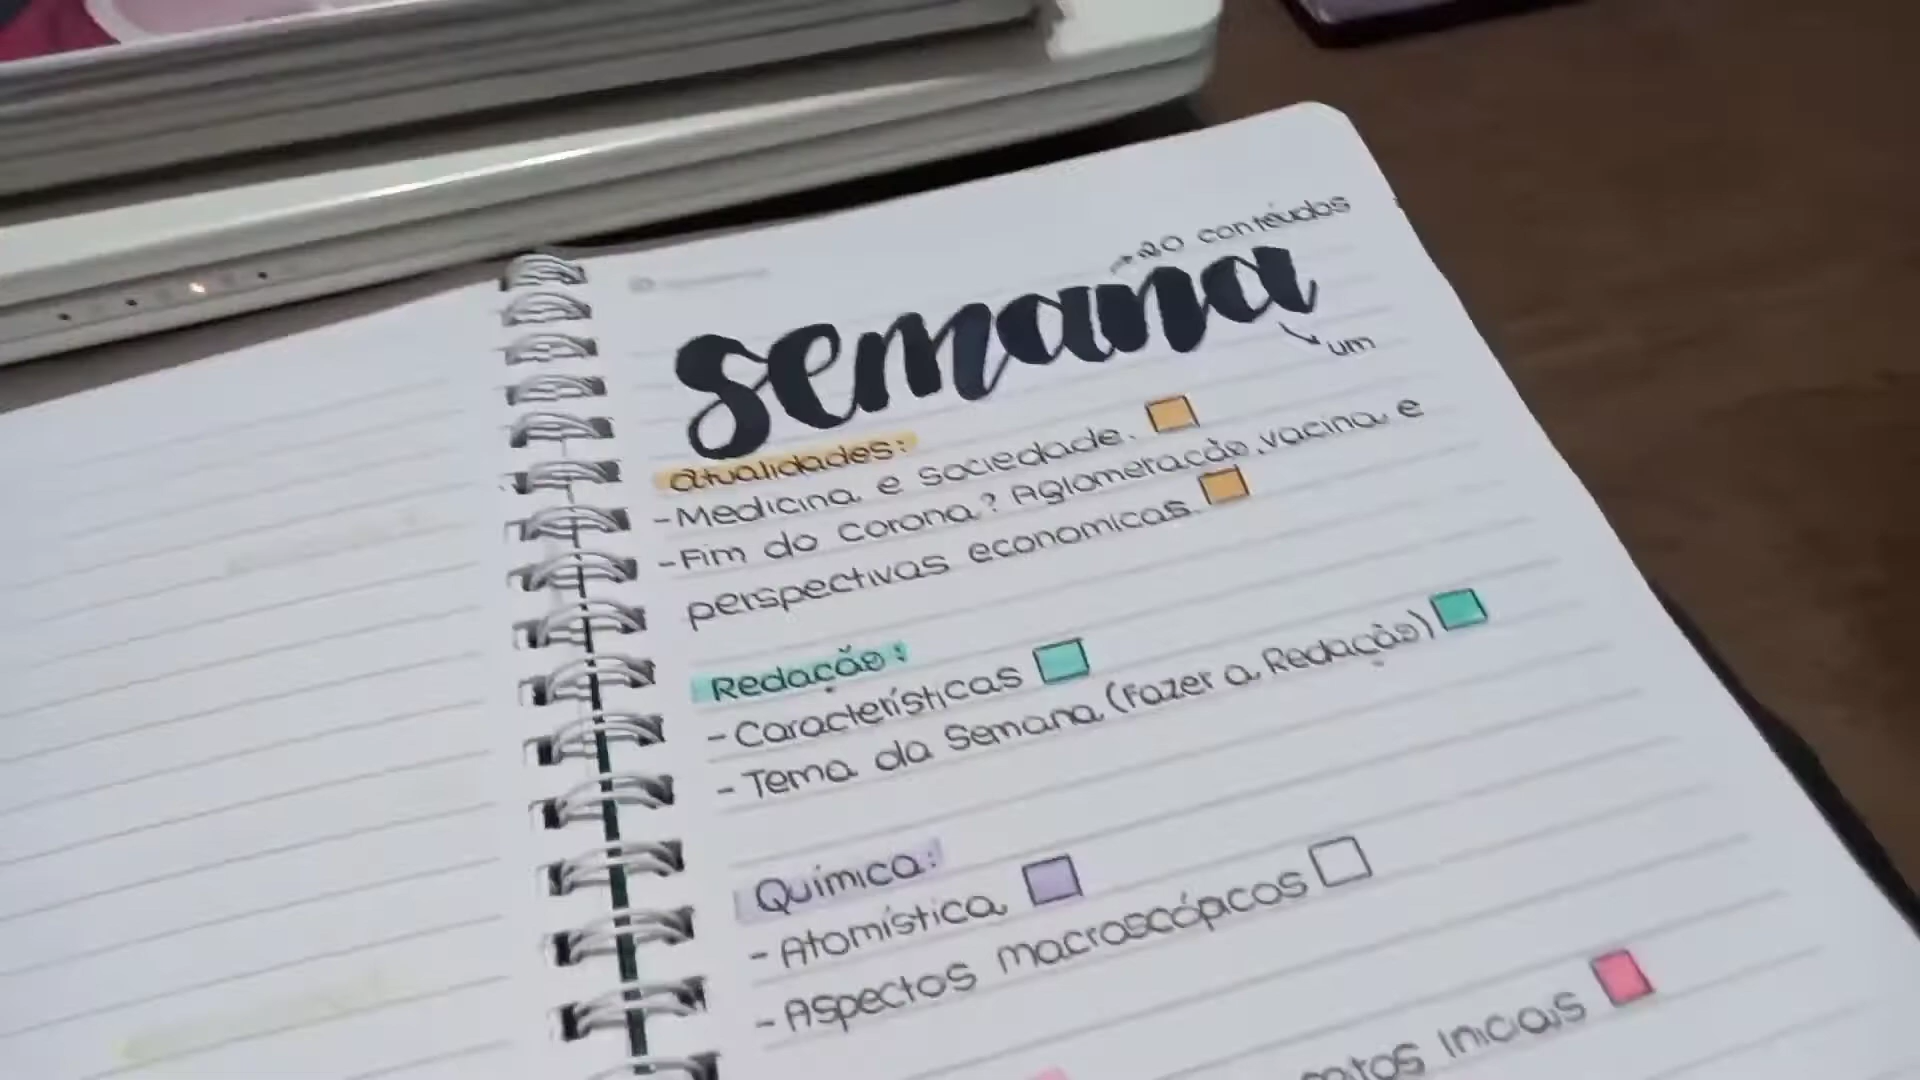 →20 conteúdos
semana
um
atualidades:
-Medicina e sociedade.
-Fim do corona? Aglomeração, vacina e
perspectivas economicas.
Redação:
-Características
-Tema da Semana (Fazer a Redação)
Química:
-Atomística
-Aspectos macroscópicos
iniciais